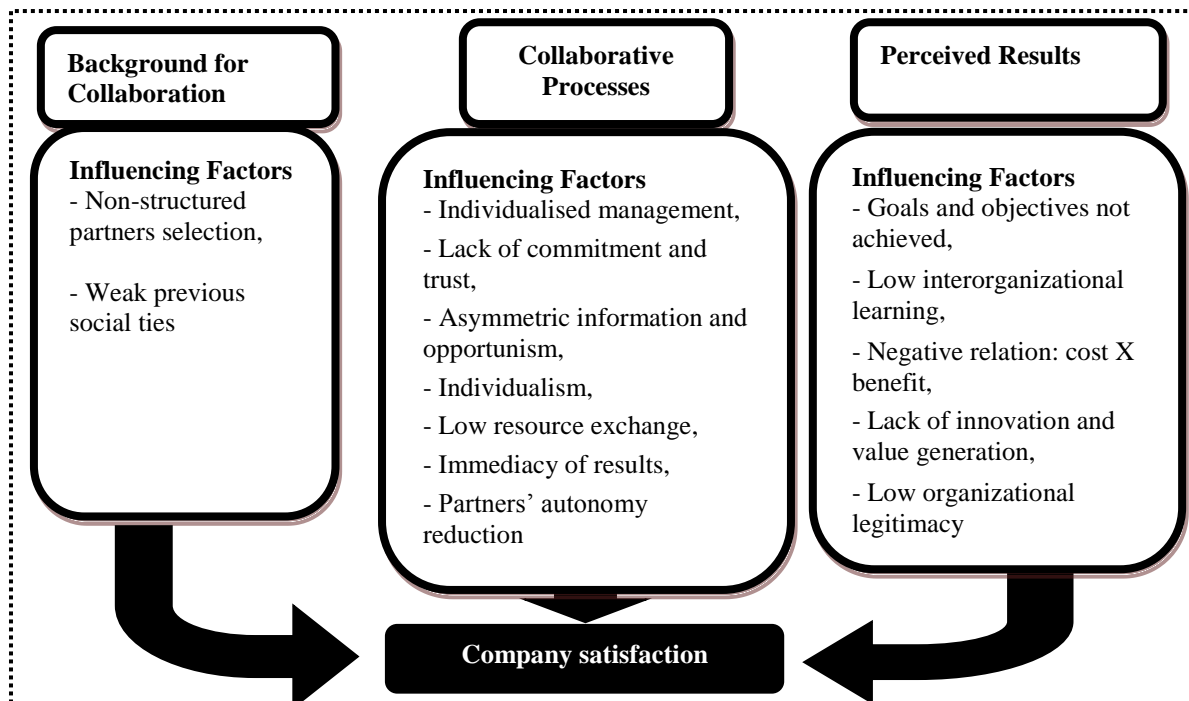 Background for
Collaboration
Influencing Factors
- Non-structured
partners selection,
- Weak previous
social ties
Collaborative
Processes
Influencing Factors
- Individualised management,
- Lack of commitment and
trust,
- Asymmetric information and
opportunism,
- Individualism,
- Low resource exchange,
- Immediacy of results,
- Partners’ autonomy
reduction
Perceived Results
Influencing Factors
- Goals and objectives not
achieved,
- Low interorganizational
learning,
- Negative relation: cost X
benefit,
- Lack of innovation and
value generation,
- Low organizational
legitimacy
Company satisfaction